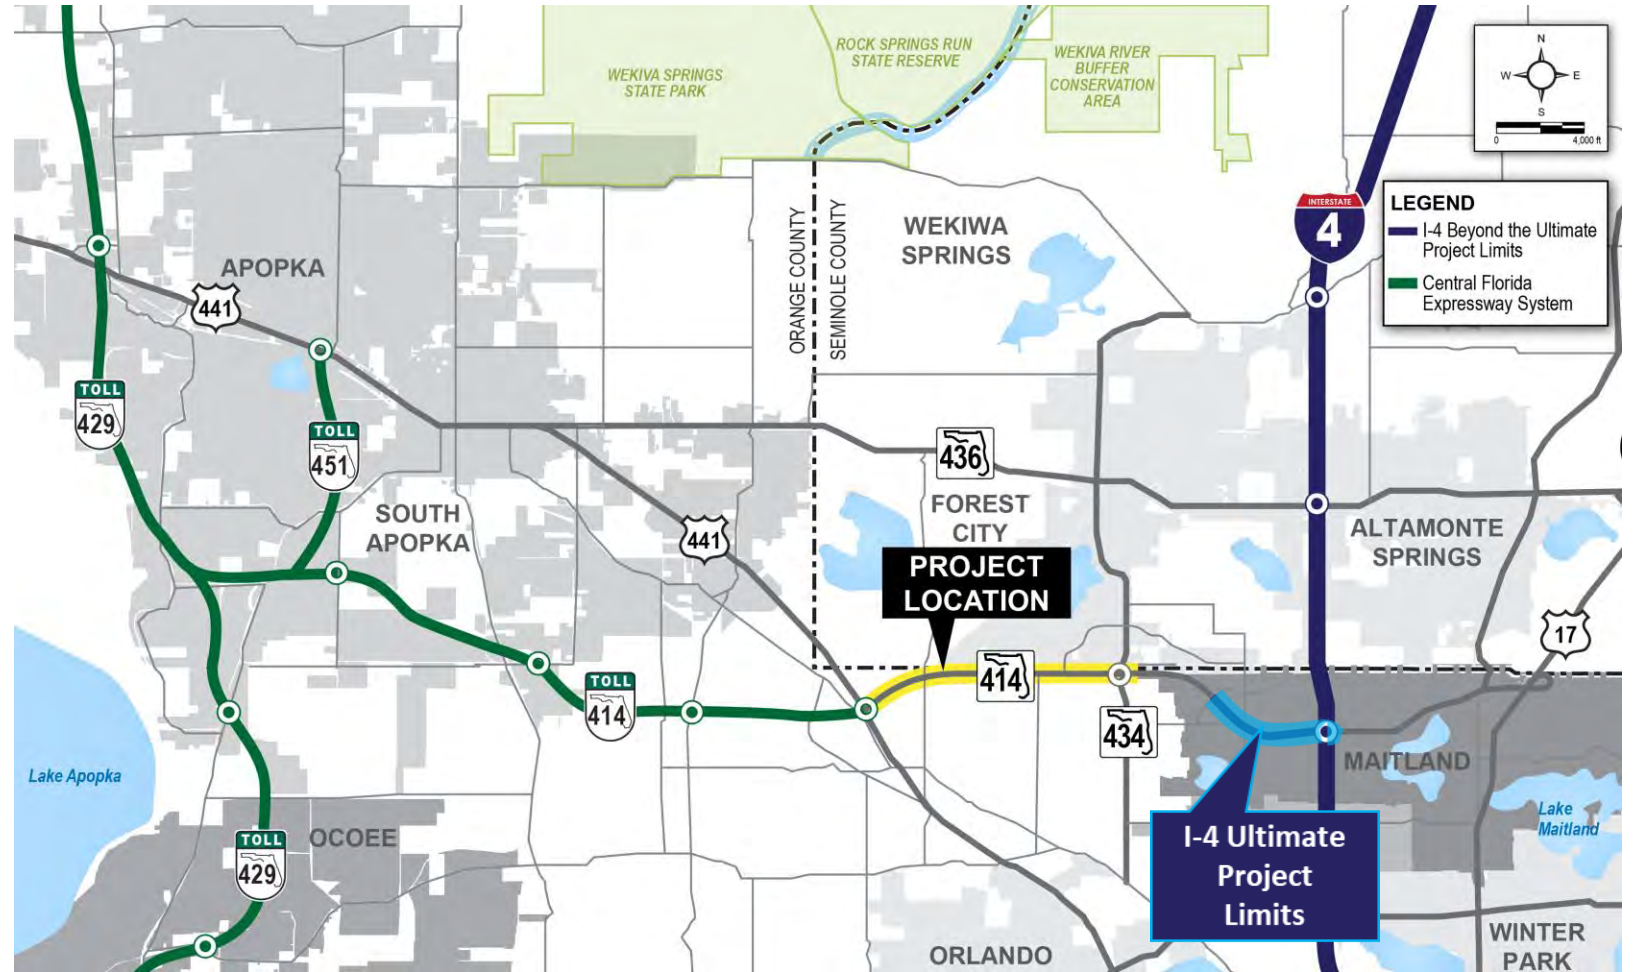 ROCK SPRINGS RUN
STATE RESERVE
WEKIVA RIVER
BUFFER
CONSERVATION
AREA
WEKIVA SPRINGS
STATE PARK
N
W
E
S
0
4,000 ft
LEGEND
I-4 Beyond the Ultimate
Project Limits
Central Florida
Expressway System
INTERSTATE
4
ORANGE COUNTY
SEMINOLE COUNTY
WEKIWA
SPRINGS
APOPKA
441
TOLL
429
TOLL
451
436
SOUTH
APOPKA
441
FOREST
CITY
ALTAMONTE
SPRINGS
PROJECT
LOCATION
17
414
TOLL
414
434
MAITLAND
Lake Apopka
Lake
Maitland
OCOEE
TOLL
429
I-4 Ultimate
Project
Limits
ORLANDO
WINTER
PARK